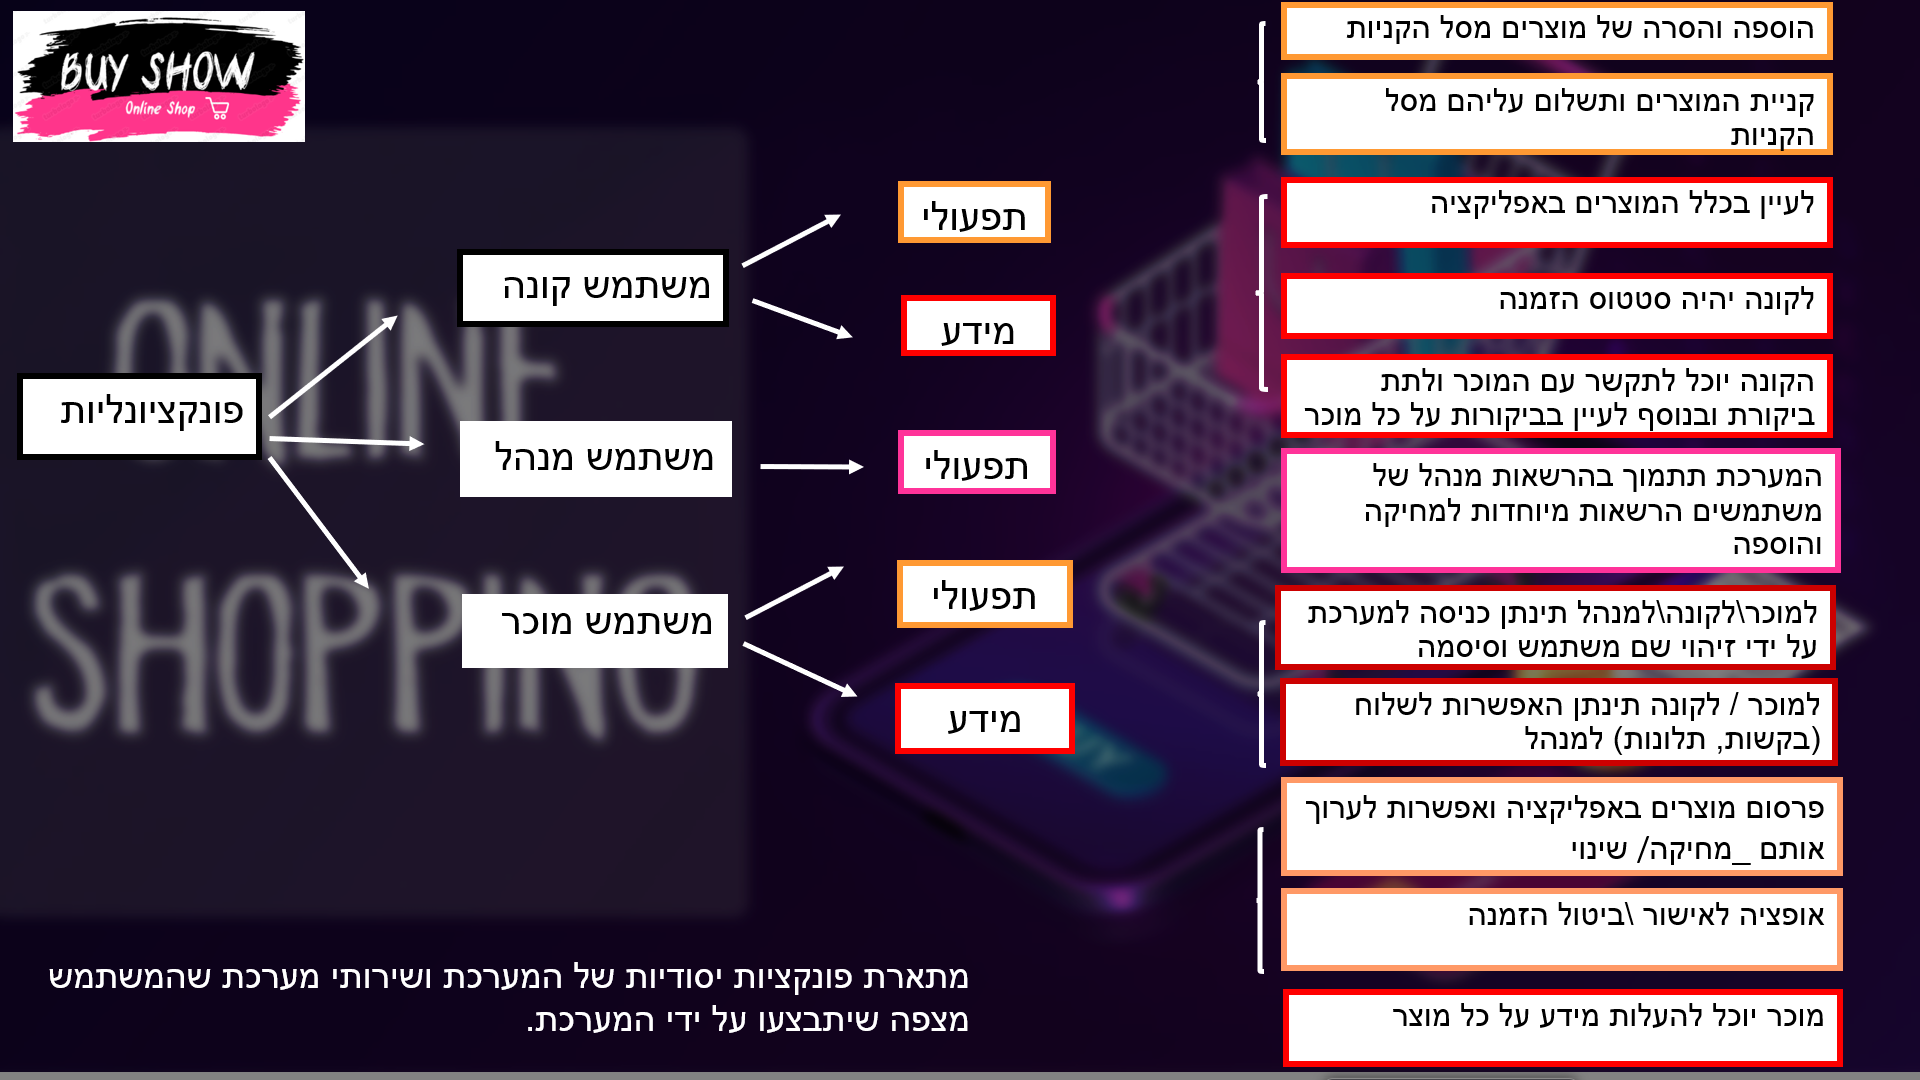 BUY SHOW
Online Shop
פונקציונליות
משתמש קונה
משתמש מנהל
משתמש מוכר
תפעולי
מידע
תפעולי
תפעולי
מידע
הוספה והסרה של מוצרים מסל הקניות
קניית המוצרים ותשלום עליהם מסל
הקניות
לעיין בכלל המוצרים באפליקציה
לקונה יהיה סטטוס הזמנה
הקונה יוכל לתקשר עם המוכר ולתת
ביקורת ובנוסף לעיין בביקורות על כל מוכר
המערכת תתמוך בהרשאות מנהל של
משתמשים הרשאות מיוחדות למחיקה
והוספה
למוכר\לקונה\למנהל תינתן כניסה למערכת
על ידי זיהוי שם משתמש וסיסמה
למוכר / לקונה תינתן האפשרות לשלוח
(בקשות, תלונות) למנהל
פרסום מוצרים באפליקציה ואפשרות לערוך
אותם _מחיקה/ שינוי
אופציה לאישור \ביטול הזמנה
מוכר יוכל להעלות מידע על כל מוצר
מתארת פונקציות יסודיות של המערכת ושירותי מערכת שהמשתמש
מצפה שיתבצעו על ידי המערכת.
ONLINE
SHOPPING
BUY